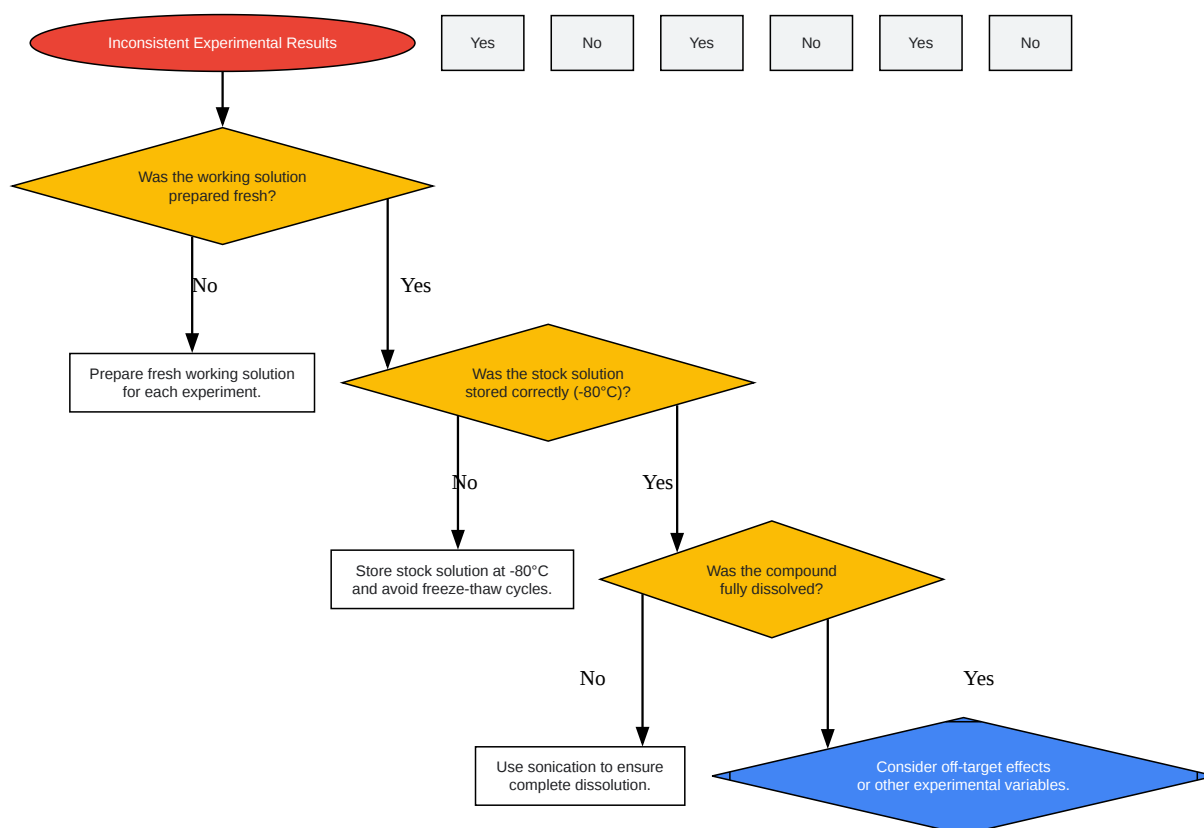 Inconsistent Experimental Results
Yes
No
Yes
No
Yes
No
Was the working solution
prepared fresh?
No
Yes
Prepare fresh working solution
for each experiment.
Was the stock solution
stored correctly (-80°C)?
No
Yes
Store stock solution at -80°C
and avoid freeze-thaw cycles.
Was the compound
fully dissolved?
No
Yes
Use sonication to ensure
complete dissolution.
Consider off-target effects
or other experimental variables.